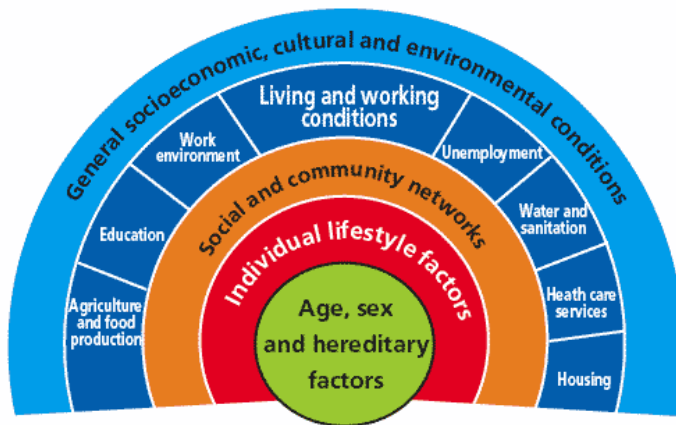 General socioeconomic, cultural and environmental conditions
Living and working
conditions
Work
environment
Unemployment
Education
Water and
sanitation
Agriculture
and food
production
Heath care
services
Housing
Social and community networks
Individual lifestyle factors
Age, sex
and hereditary
factors